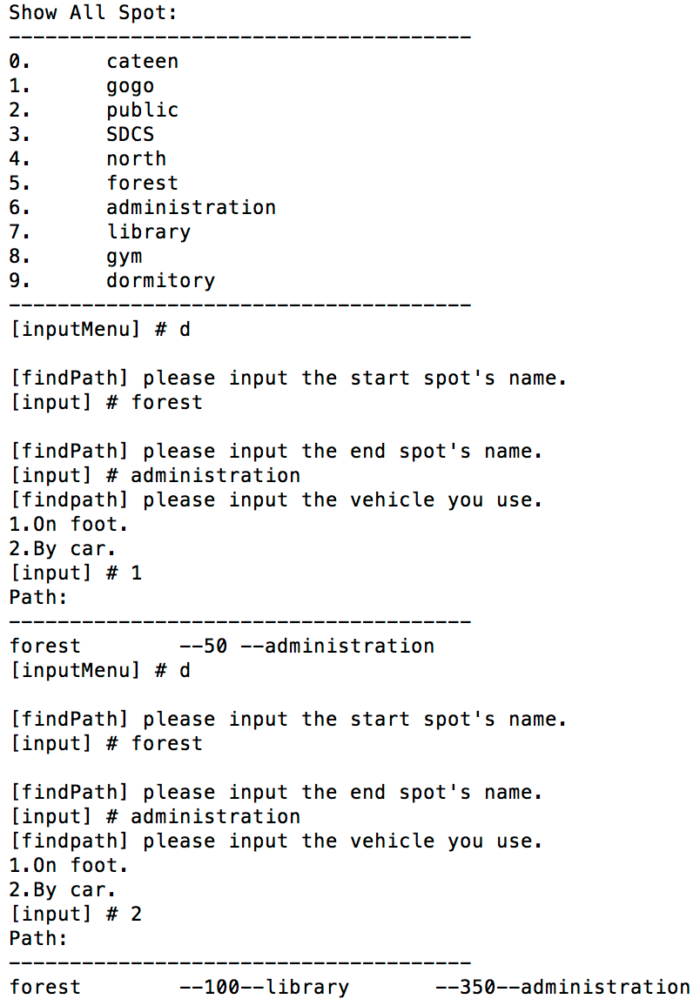 Show All Spot:
--------------------------------------
0.      cateen
1.      gogo
2.      public
3.      SDCS
4.      north
5.      forest
6.      administration
7.      library
8.      gym
9.      dormitory
--------------------------------------
[inputMenu] # d
[findPath] please input the start spot's name.
[input] # forest
[findPath] please input the end spot's name.
[input] # administration
[findpath] please input the vehicle you use.
1.On foot.
2.By car.
[input] # 1
Path:
--------------------------------------
forest        --50 --administration
[inputMenu] # d
[findPath] please input the start spot's name.
[input] # forest
[findPath] please input the end spot's name.
[input] # administration
[findpath] please input the vehicle you use.
1.On foot.
2.By car.
[input] # 2
Path:
--------------------------------------
forest        --100--library       --350--administration